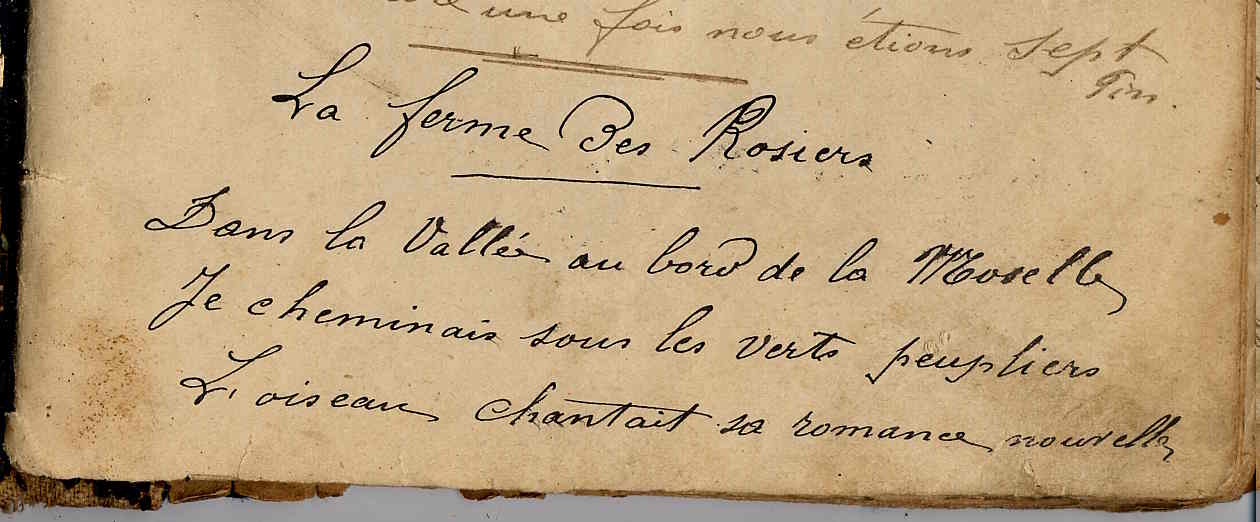 une fois nous étions sept
Fin.
La ferme des Rosiers
Dans la Vallée au bord de la Moselle
Je cheminais sous les verts peupliers
L'oiseau chantait sa romance nouvelle